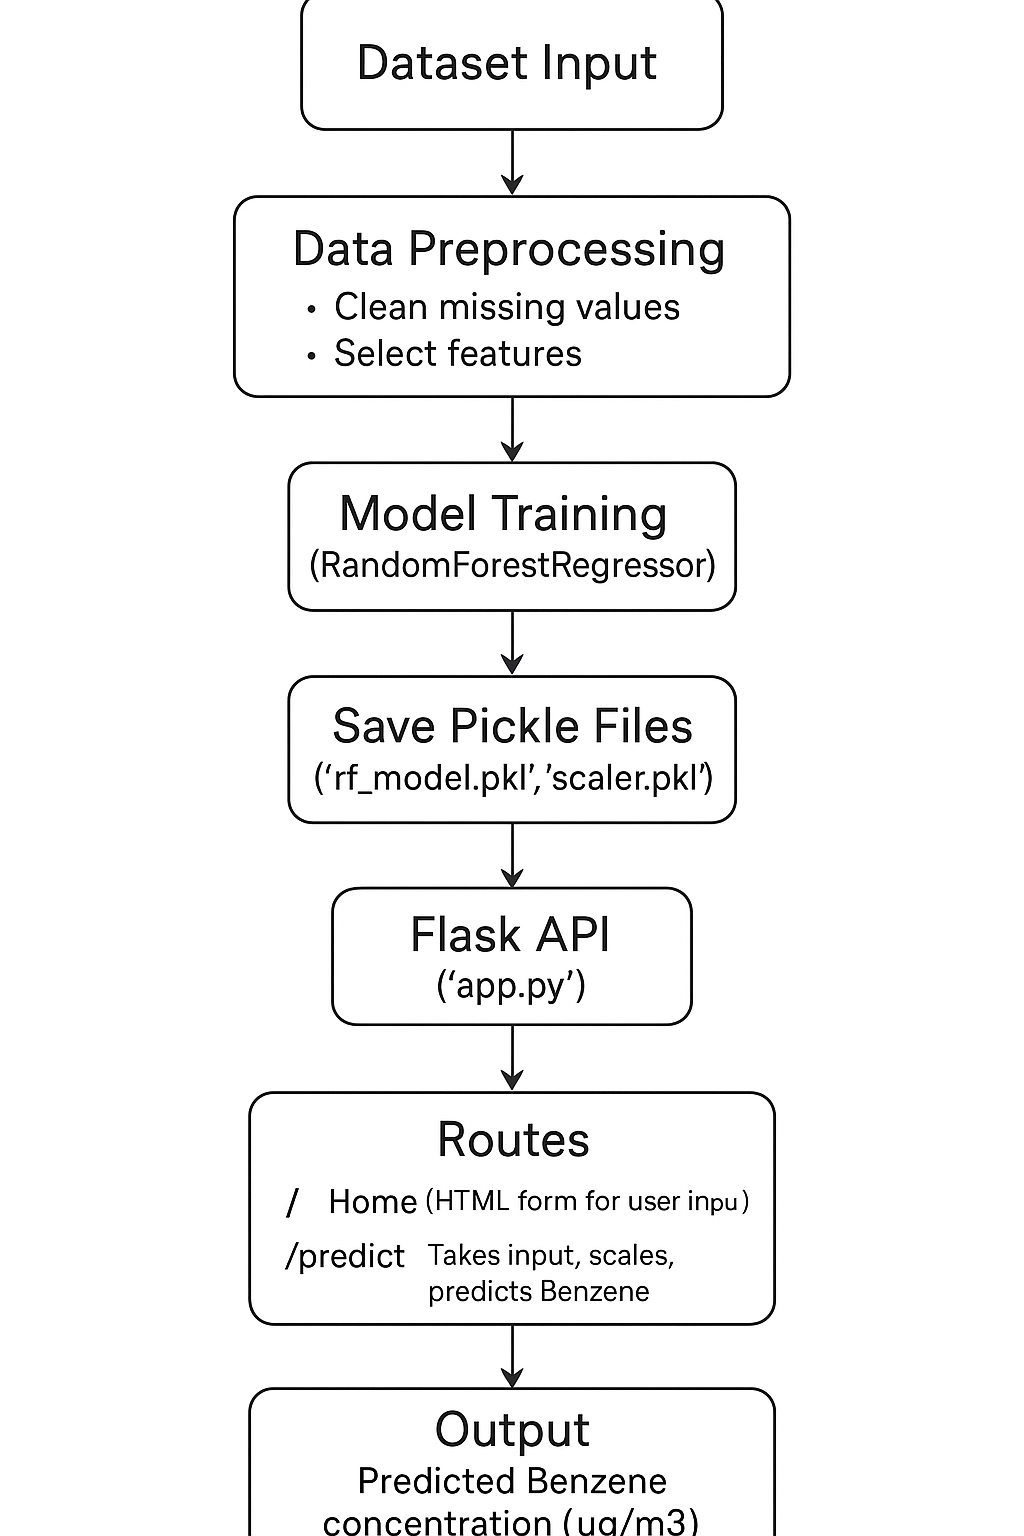 Dataset Input
Data Preprocessing
• Clean missing values
• Select features
Model Training
(RandomForestRegressor)
Save Pickle Files
(‘rf_model.pkl’,’scaler.pkl’)
Flask API
(‘app.py’)
Routes
/ Home (HTML form for user inpu)
/predict Takes input, scales,
predicts Benzene
Output
Predicted Benzene
concentration (ug/m3)